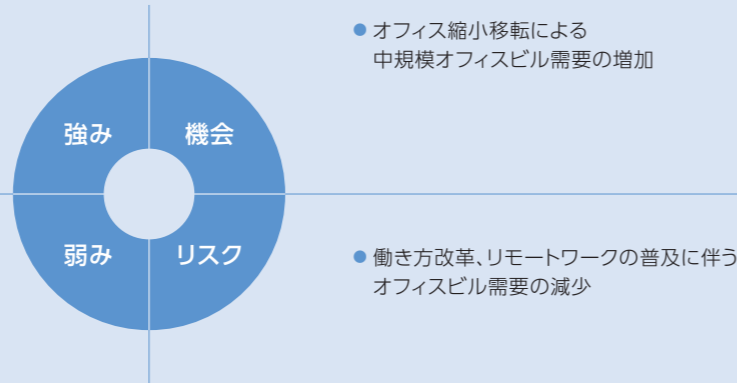 ● オフィス縮小移転による
中規模オフィスビル需要の増加
強み
機会
弱み
リスク
● 働き方改革、リモートワークの普及に伴う
オフィスビル需要の減少